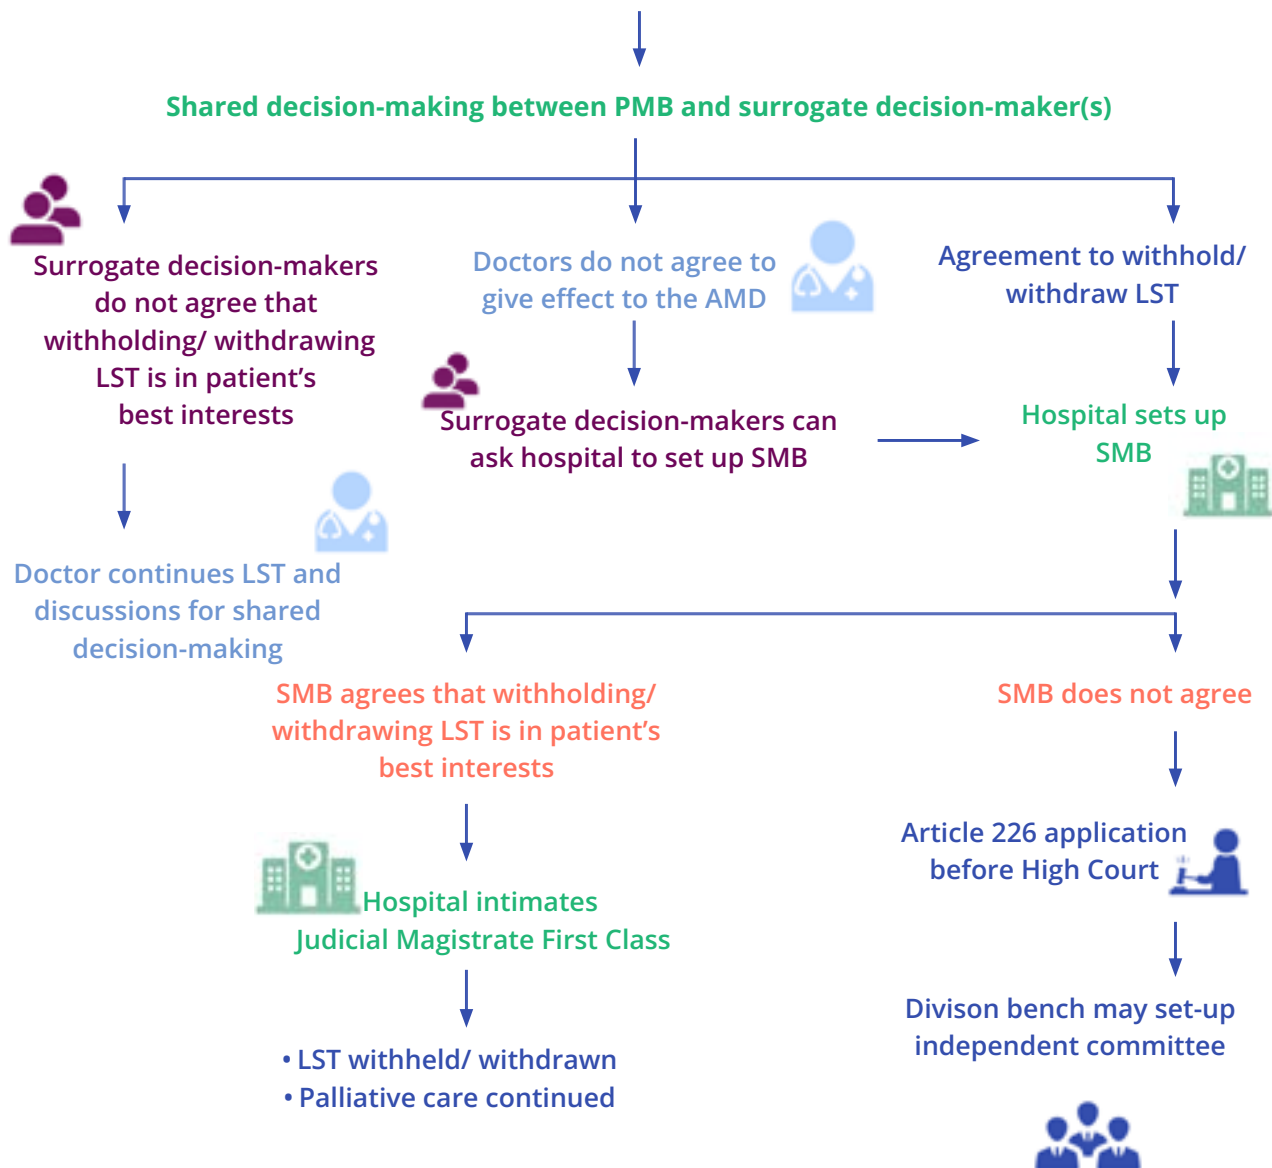 Shared decision-making between PMB and surrogate decision-maker(s)
Surrogate decision-makers
do not agree that
withholding/ withdrawing
LST is in patient's
best interests
Doctors do not agree to
give effect to the AMD
Agreement to withhold/
withdraw LST
Surrogate decision-makers can
ask hospital to set up SMB
Hospital sets up
SMB
Doctor continues LST and
discussions for shared
decision-making
SMB agrees that withholding/
withdrawing LST is in patient's
best interests
SMB does not agree
Article 226 application
before High Court
Hospital intimates
Judicial Magistrate First Class
Divison bench may set-up
independent committee
• LST withheld/ withdrawn
• Palliative care continued